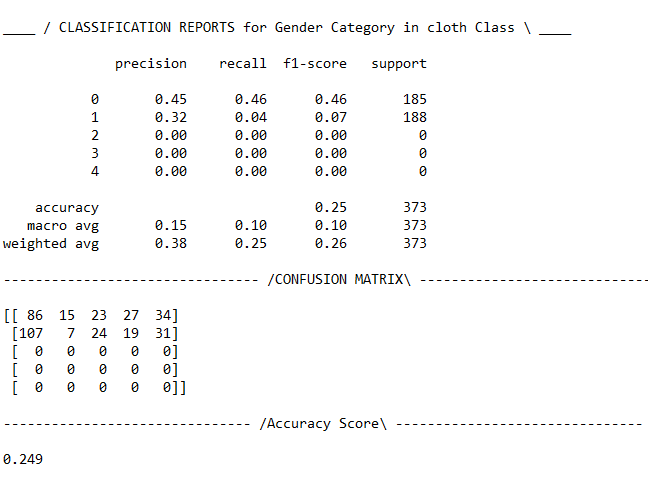 ____ / CLASSIFICATION REPORTS for Gender Category in cloth Class \ ____
precision recall f1-score support
0 0.45 0.46 0.46 185
1 0.32 0.04 0.07 188
2 0.00 0.00 0.00 0
3 0.00 0.00 0.00 0
4 0.00 0.00 0.00 0
accuracy 0.25 373
macro avg 0.15 0.10 0.10 373
weighted avg 0.38 0.25 0.26 373
-------------------------------- /CONFUSION MATRIX\ -----------------------------
[[ 86 15 23 27 34]
[107 7 24 19 31]
[ 0 0 0 0 0]
[ 0 0 0 0 0]
[ 0 0 0 0 0]]
------------------------------- /Accuracy Score\ -------------------------------
0.249